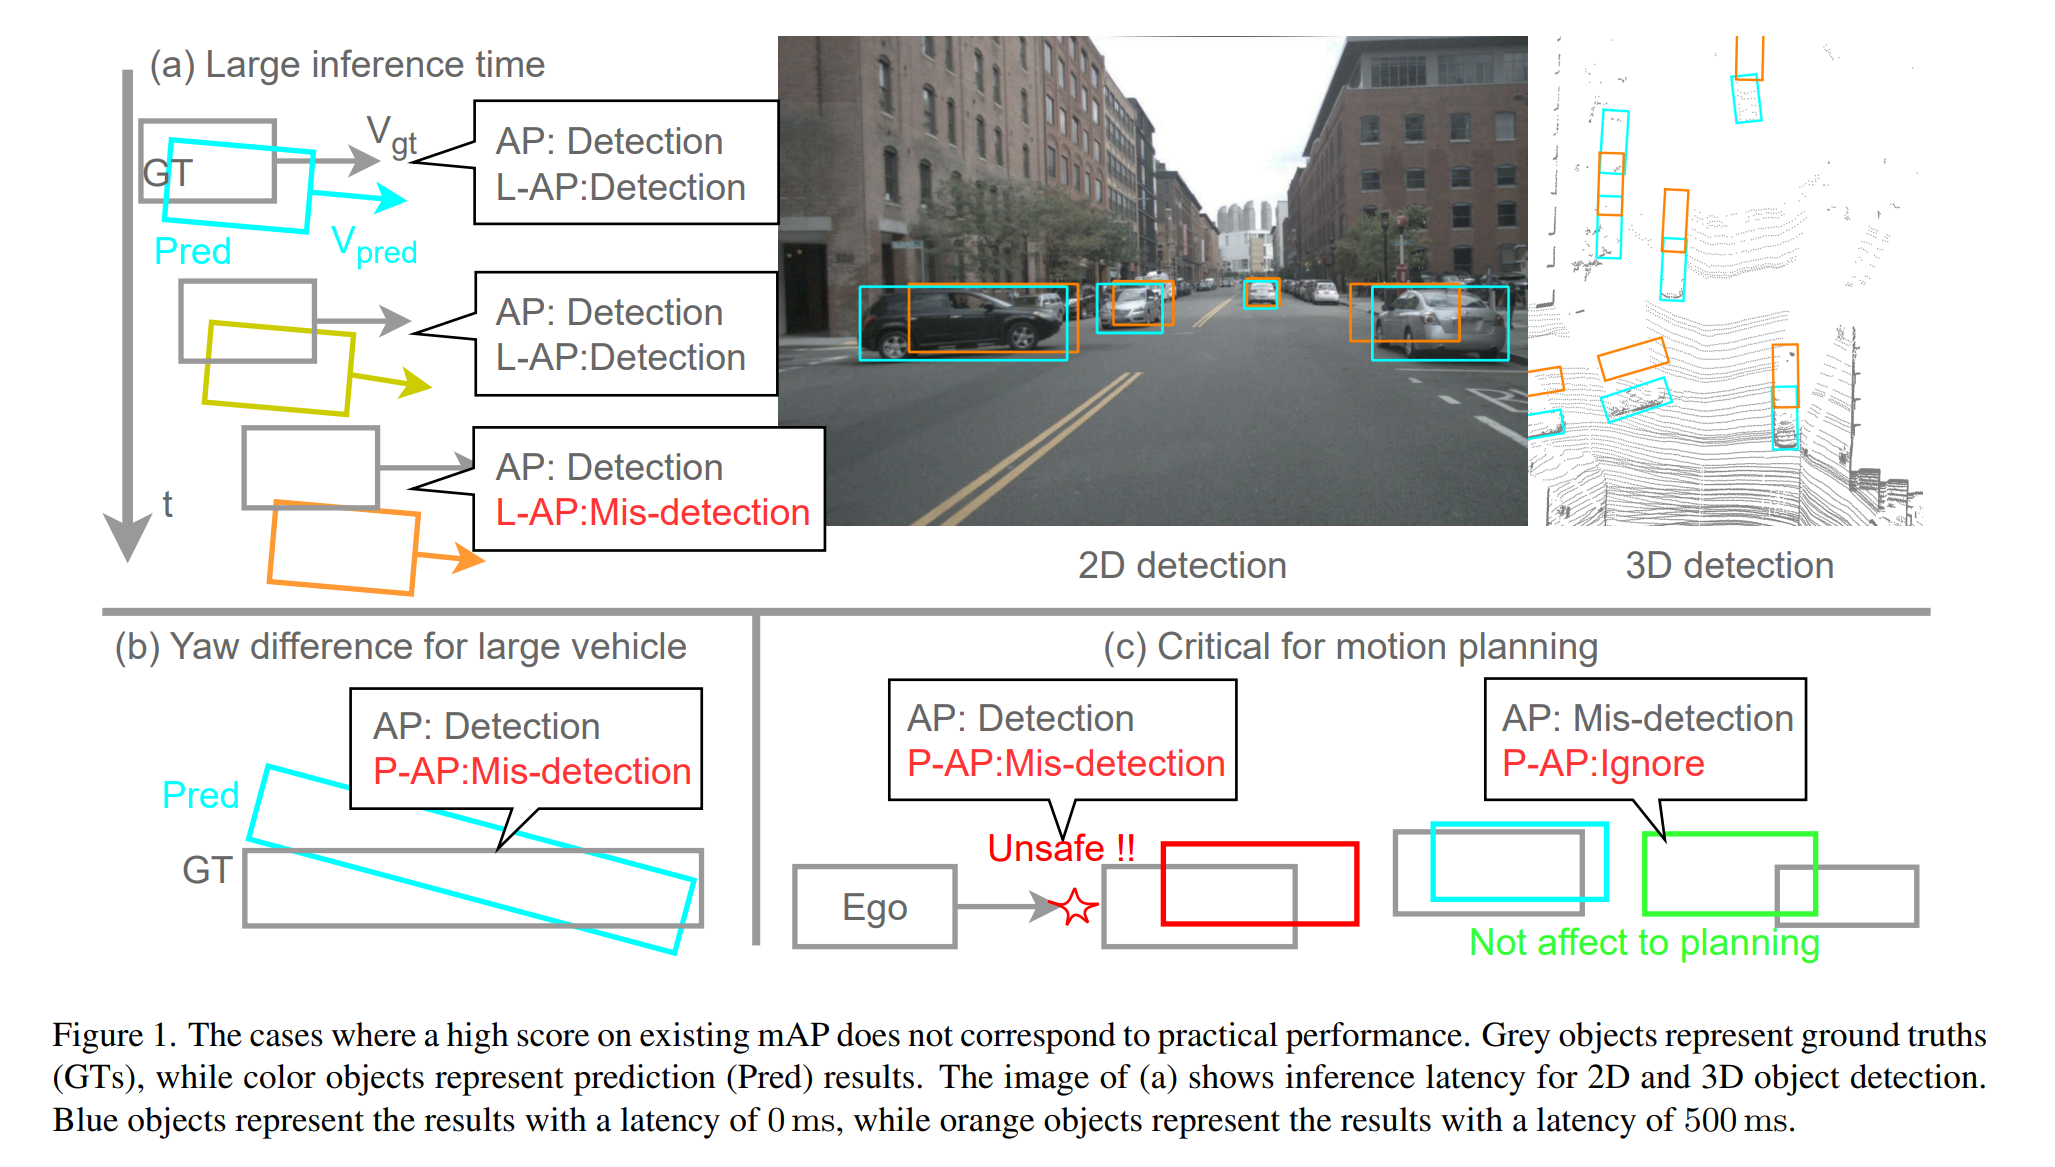 (a) Large inference time
GT
Vgt
Pred
Vpred
AP: Detection
L-AP:Detection
AP: Detection
L-AP:Detection
AP: Detection
L-AP:Mis-detection
t
2D detection
3D detection
(b) Yaw difference for large vehicle
AP: Detection
P-AP:Mis-detection
Pred
GT
(c) Critical for motion planning
AP: Detection
P-AP:Mis-detection
Unsafe !!
Ego
AP: Mis-detection
P-AP:Ignore
Not affect to planning
Figure 1. The cases where a high score on existing mAP does not correspond to practical performance. Grey objects represent ground truths
(GTs), while color objects represent prediction (Pred) results. The image of (a) shows inference latency for 2D and 3D object detection.
Blue objects represent the results with a latency of 0 ms, while orange objects represent the results with a latency of 500 ms.